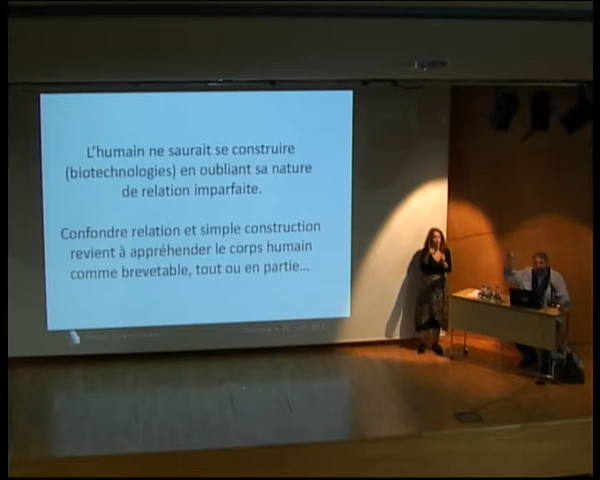 L'humain ne saurait se construire
(biotechnologies) en oubliant sa nature
de relation imparfaite.
Confondre relation et simple construction
revient à appréhender le corps humain
comme brevetable, tout ou en partie...